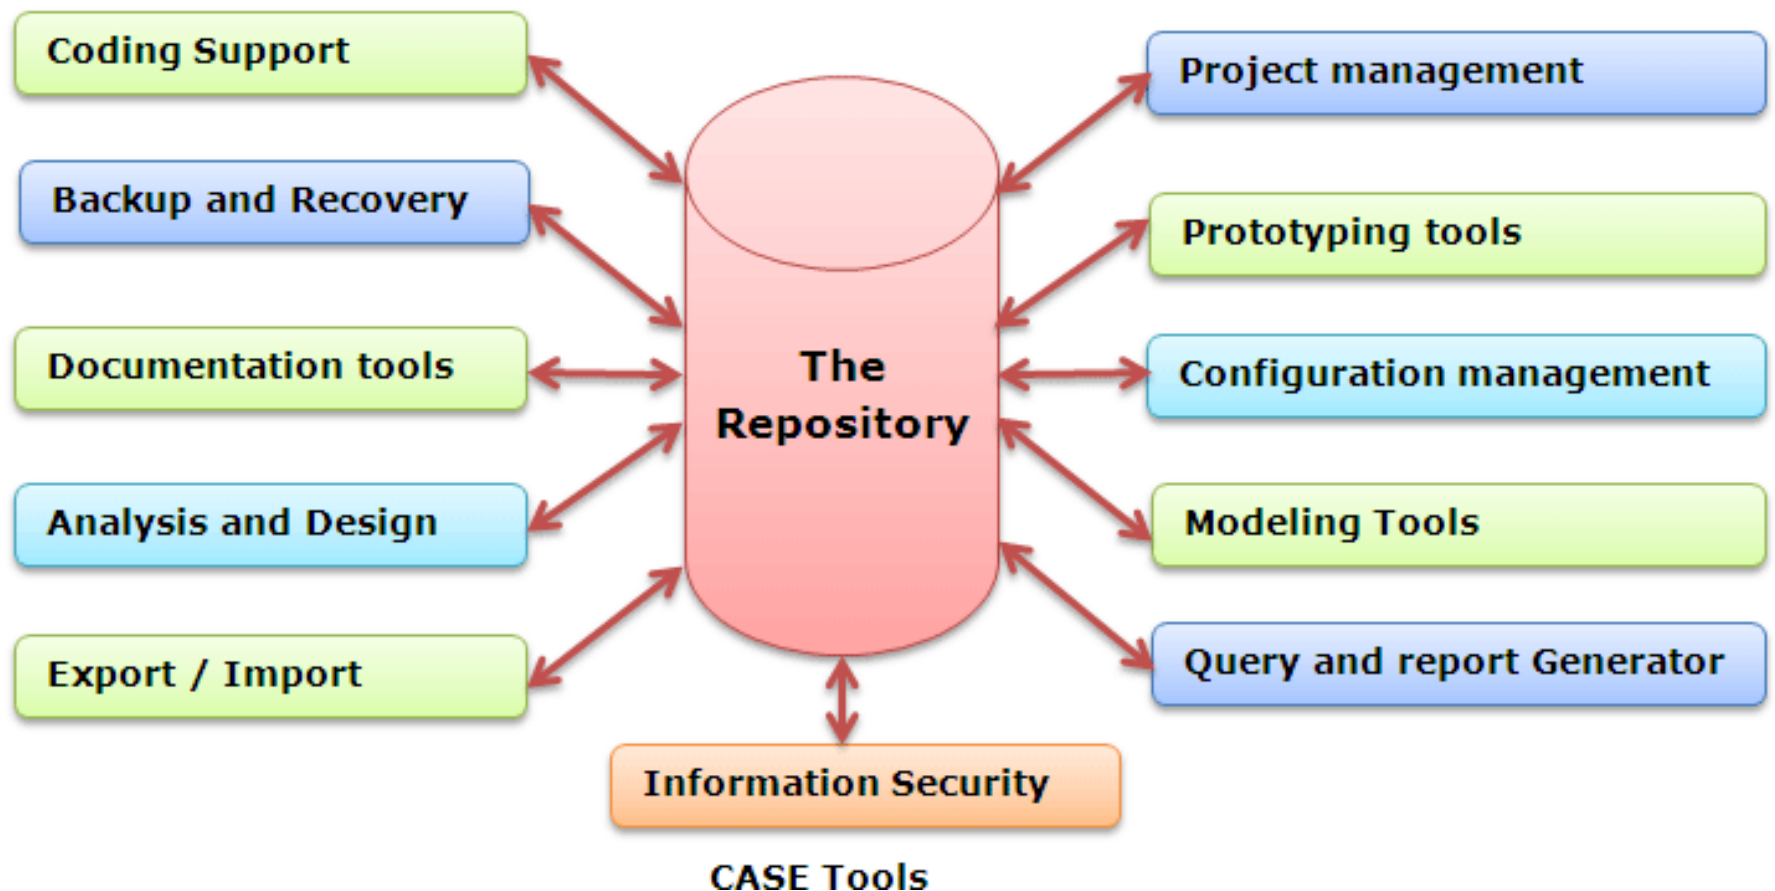 Coding Support
Backup and Recovery
Documentation tools
Analysis and Design
Export / Import
The
Repository
Project management
Prototyping tools
Configuration management
Modeling Tools
Query and report Generator
Information Security
CASE Tools